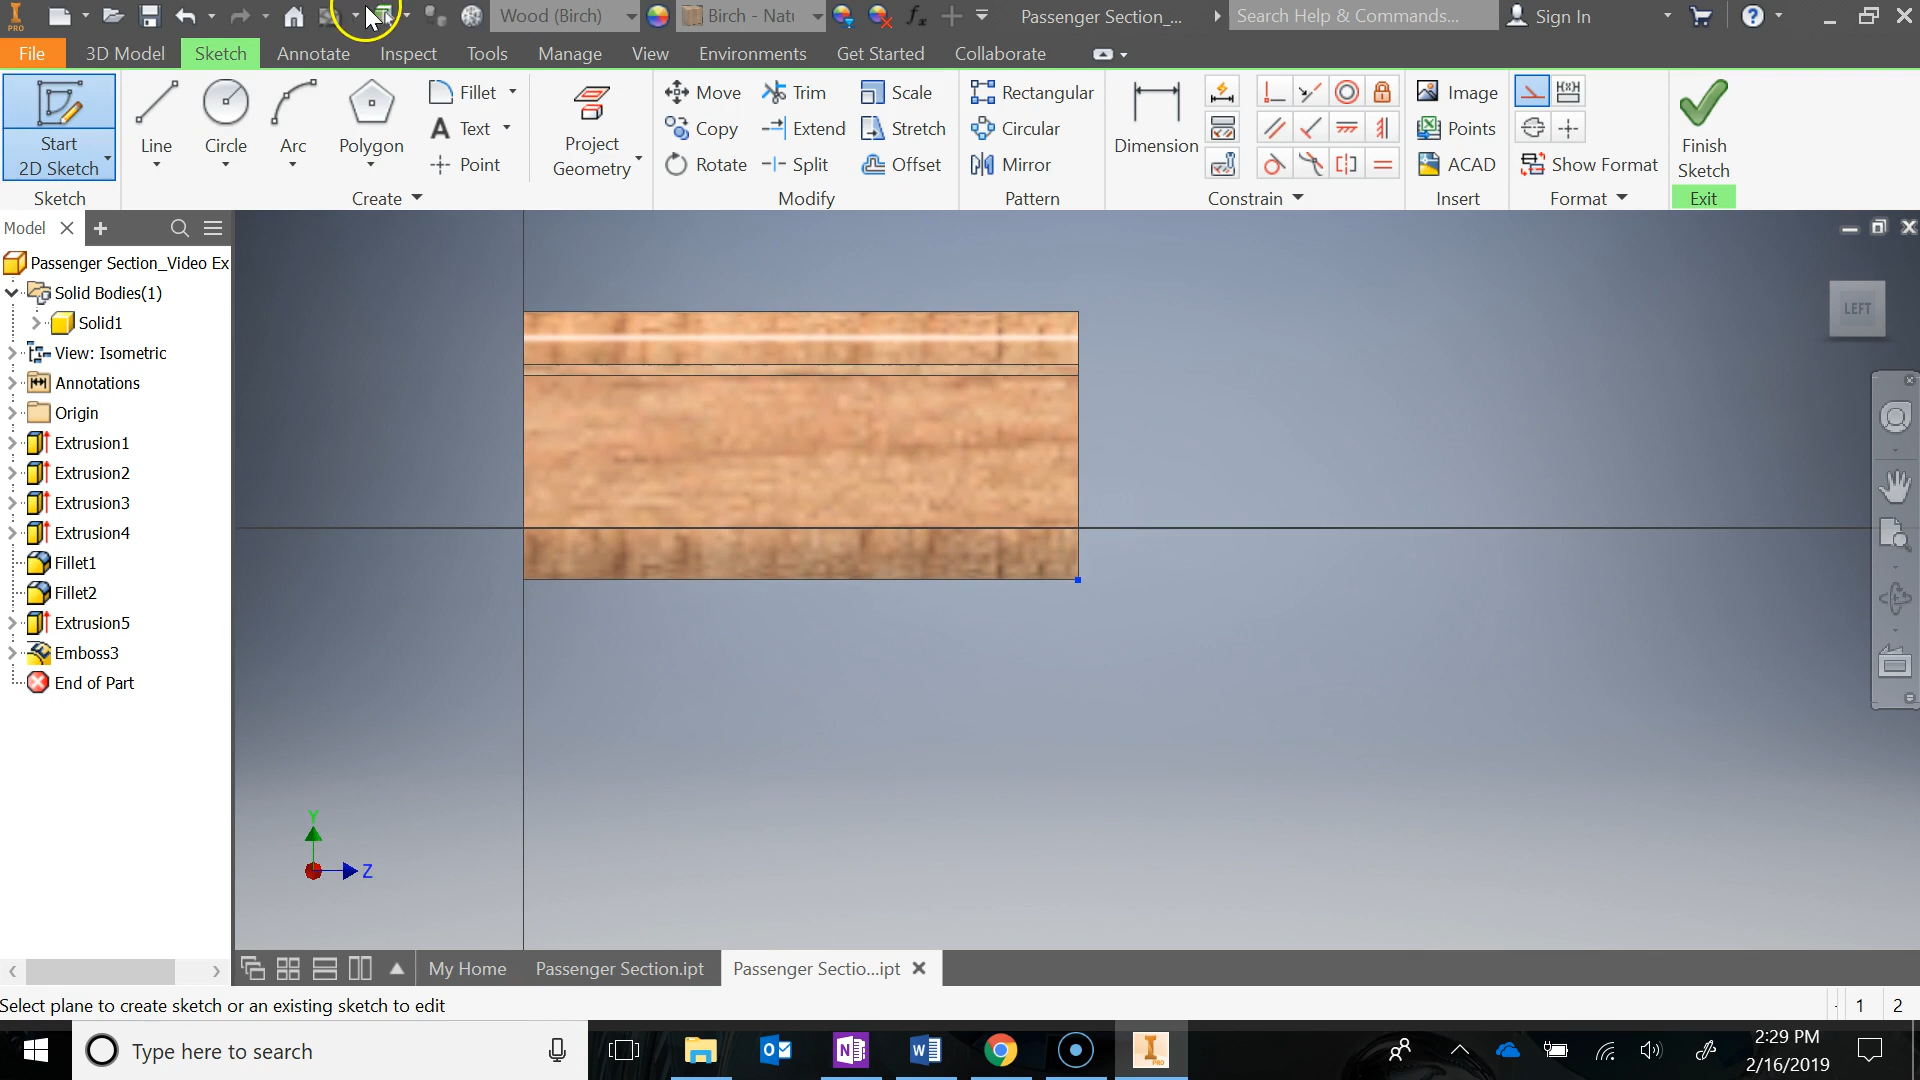 PRO
Wood (Birch)
Birch - Natu
Passenger Section_...
Search Help & Commands...
Sign In
File
3D Model
Sketch
Annotate
Inspect
Tools
Manage
View
Environments
Get Started
Collaborate
Start
2D Sketch
Line
Circle
Arc
Polygon
Fillet
Text
Point
Project
Geometry
Move
Copy
Rotate
Trim
Extend
Split
Scale
Stretch
Offset
Rectangular
Circular
Mirror
Dimension
Image
Points
ACAD
Show Format
Finish
Sketch
Sketch
Create
Modify
Pattern
Constrain
Insert
Format
Exit
Model
Passenger Section_Video Ex
Solid Bodies(1)
Solid1
View: Isometric
Annotations
Origin
Extrusion1
Extrusion2
Extrusion3
Extrusion4
Fillet1
Fillet2
Extrusion5
Emboss3
End of Part
LEFT
Y
Z
My Home
Passenger Section.ipt
Passenger Sectio...ipt
Select plane to create sketch or an existing sketch to edit
1
2
Type here to search
2:29 PM
2/16/2019